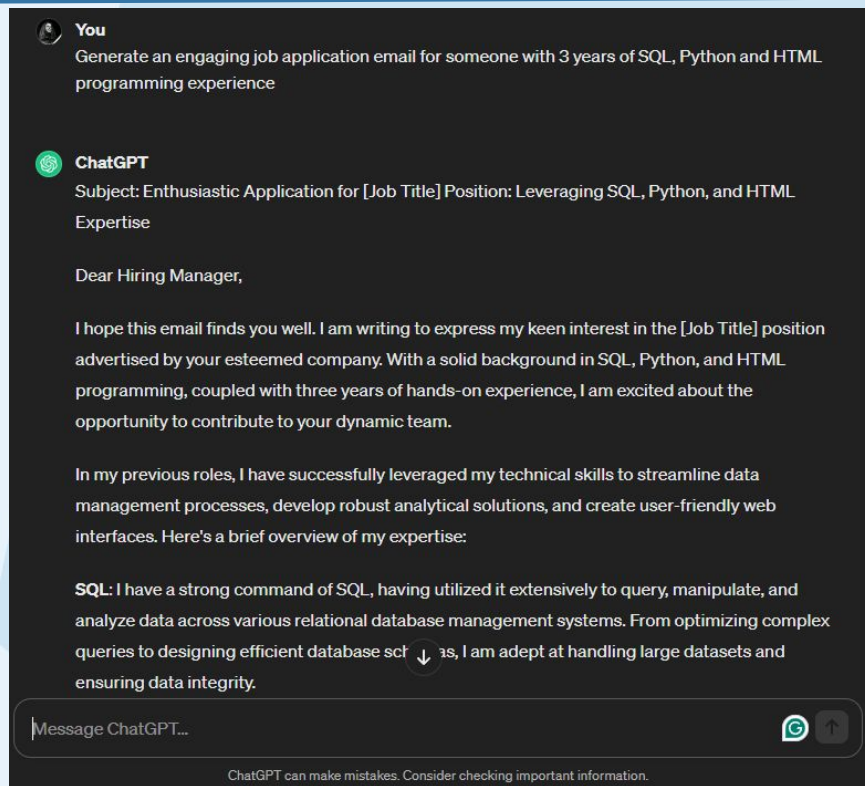 You
Generate an engaging job application email for someone with 3 years of SQL, Python and HTML
programming experience
ChatGPT
Subject: Enthusiastic Application for [Job Title] Position: Leveraging SQL, Python, and HTML
Expertise
Dear Hiring Manager,
I hope this email finds you well. I am writing to express my keen interest in the [Job Title] position
advertised by your esteemed company. With a solid background in SQL, Python, and HTML
programming, coupled with three years of hands-on experience, I am excited about the
opportunity to contribute to your dynamic team.
In my previous roles, I have successfully leveraged my technical skills to streamline data
management processes, develop robust analytical solutions, and create user-friendly web
interfaces. Here's a brief overview of my expertise:
SQL: I have a strong command of SQL, having utilized it extensively to query, manipulate, and
analyze data across various relational database management systems. From optimizing complex
queries to designing efficient database I am adept at handling large datasets and
ensuring data integrity.
Message ChatGPT...
G
ChatGPT can make mistakes. Consider checking important information.